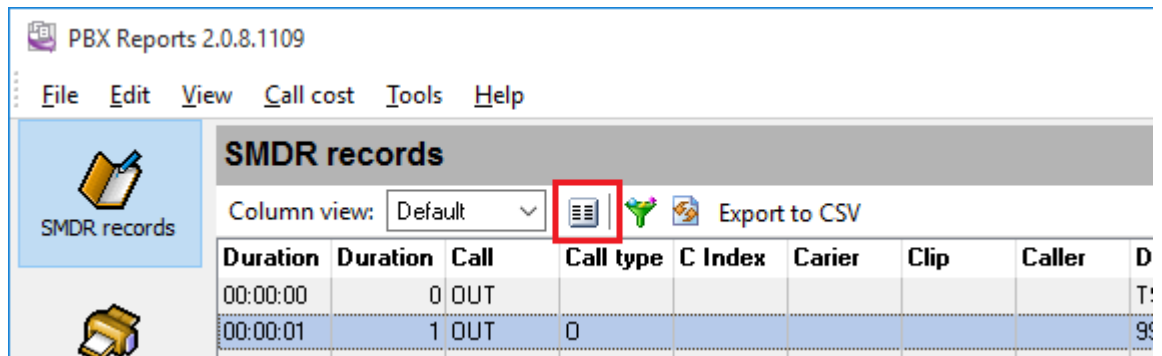 PBX Reports 2.0.8.1109
File Edit View Call cost Tools Help
SMDR records
SMDR records
Column view: Default Export to CSV
Duration Duration Call Call type C Index Carier Clip Caller D
00:00:00 0 OUT
00:00:01 1 OUT O